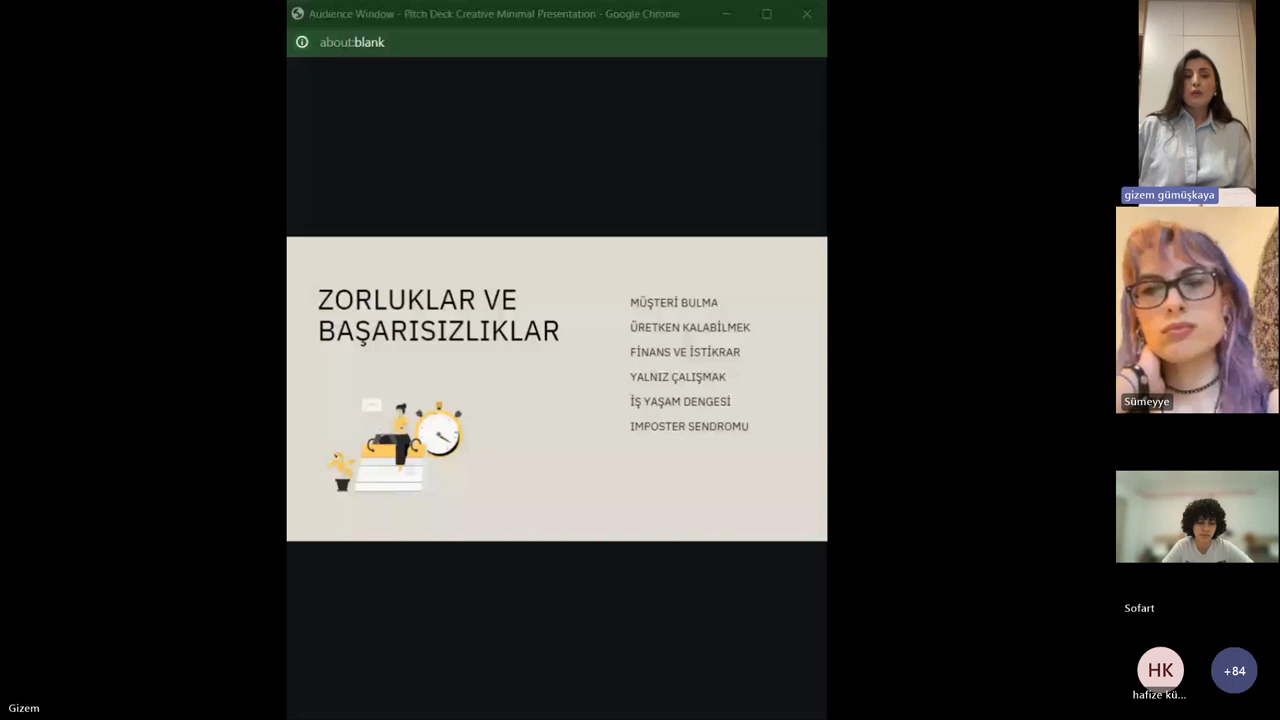 Audience Window - Pitch Deck Creative Minimal Presentation - Google Chrome
about:blank
ZORLUKLAR VE
BAŞARISIZLIKLAR
MÜŞTERİ BULMA
ÜRETKEN KALABİLMEK
FİNANS VE İSTİKRAR
YALNIZ ÇALIŞMAK
İŞ YAŞAM DENGESİ
IMPOSTER SENDROMU
gizem gümüşkaya
Sümeyye
Sofart
HK
hafize kü...
+84
Gizem